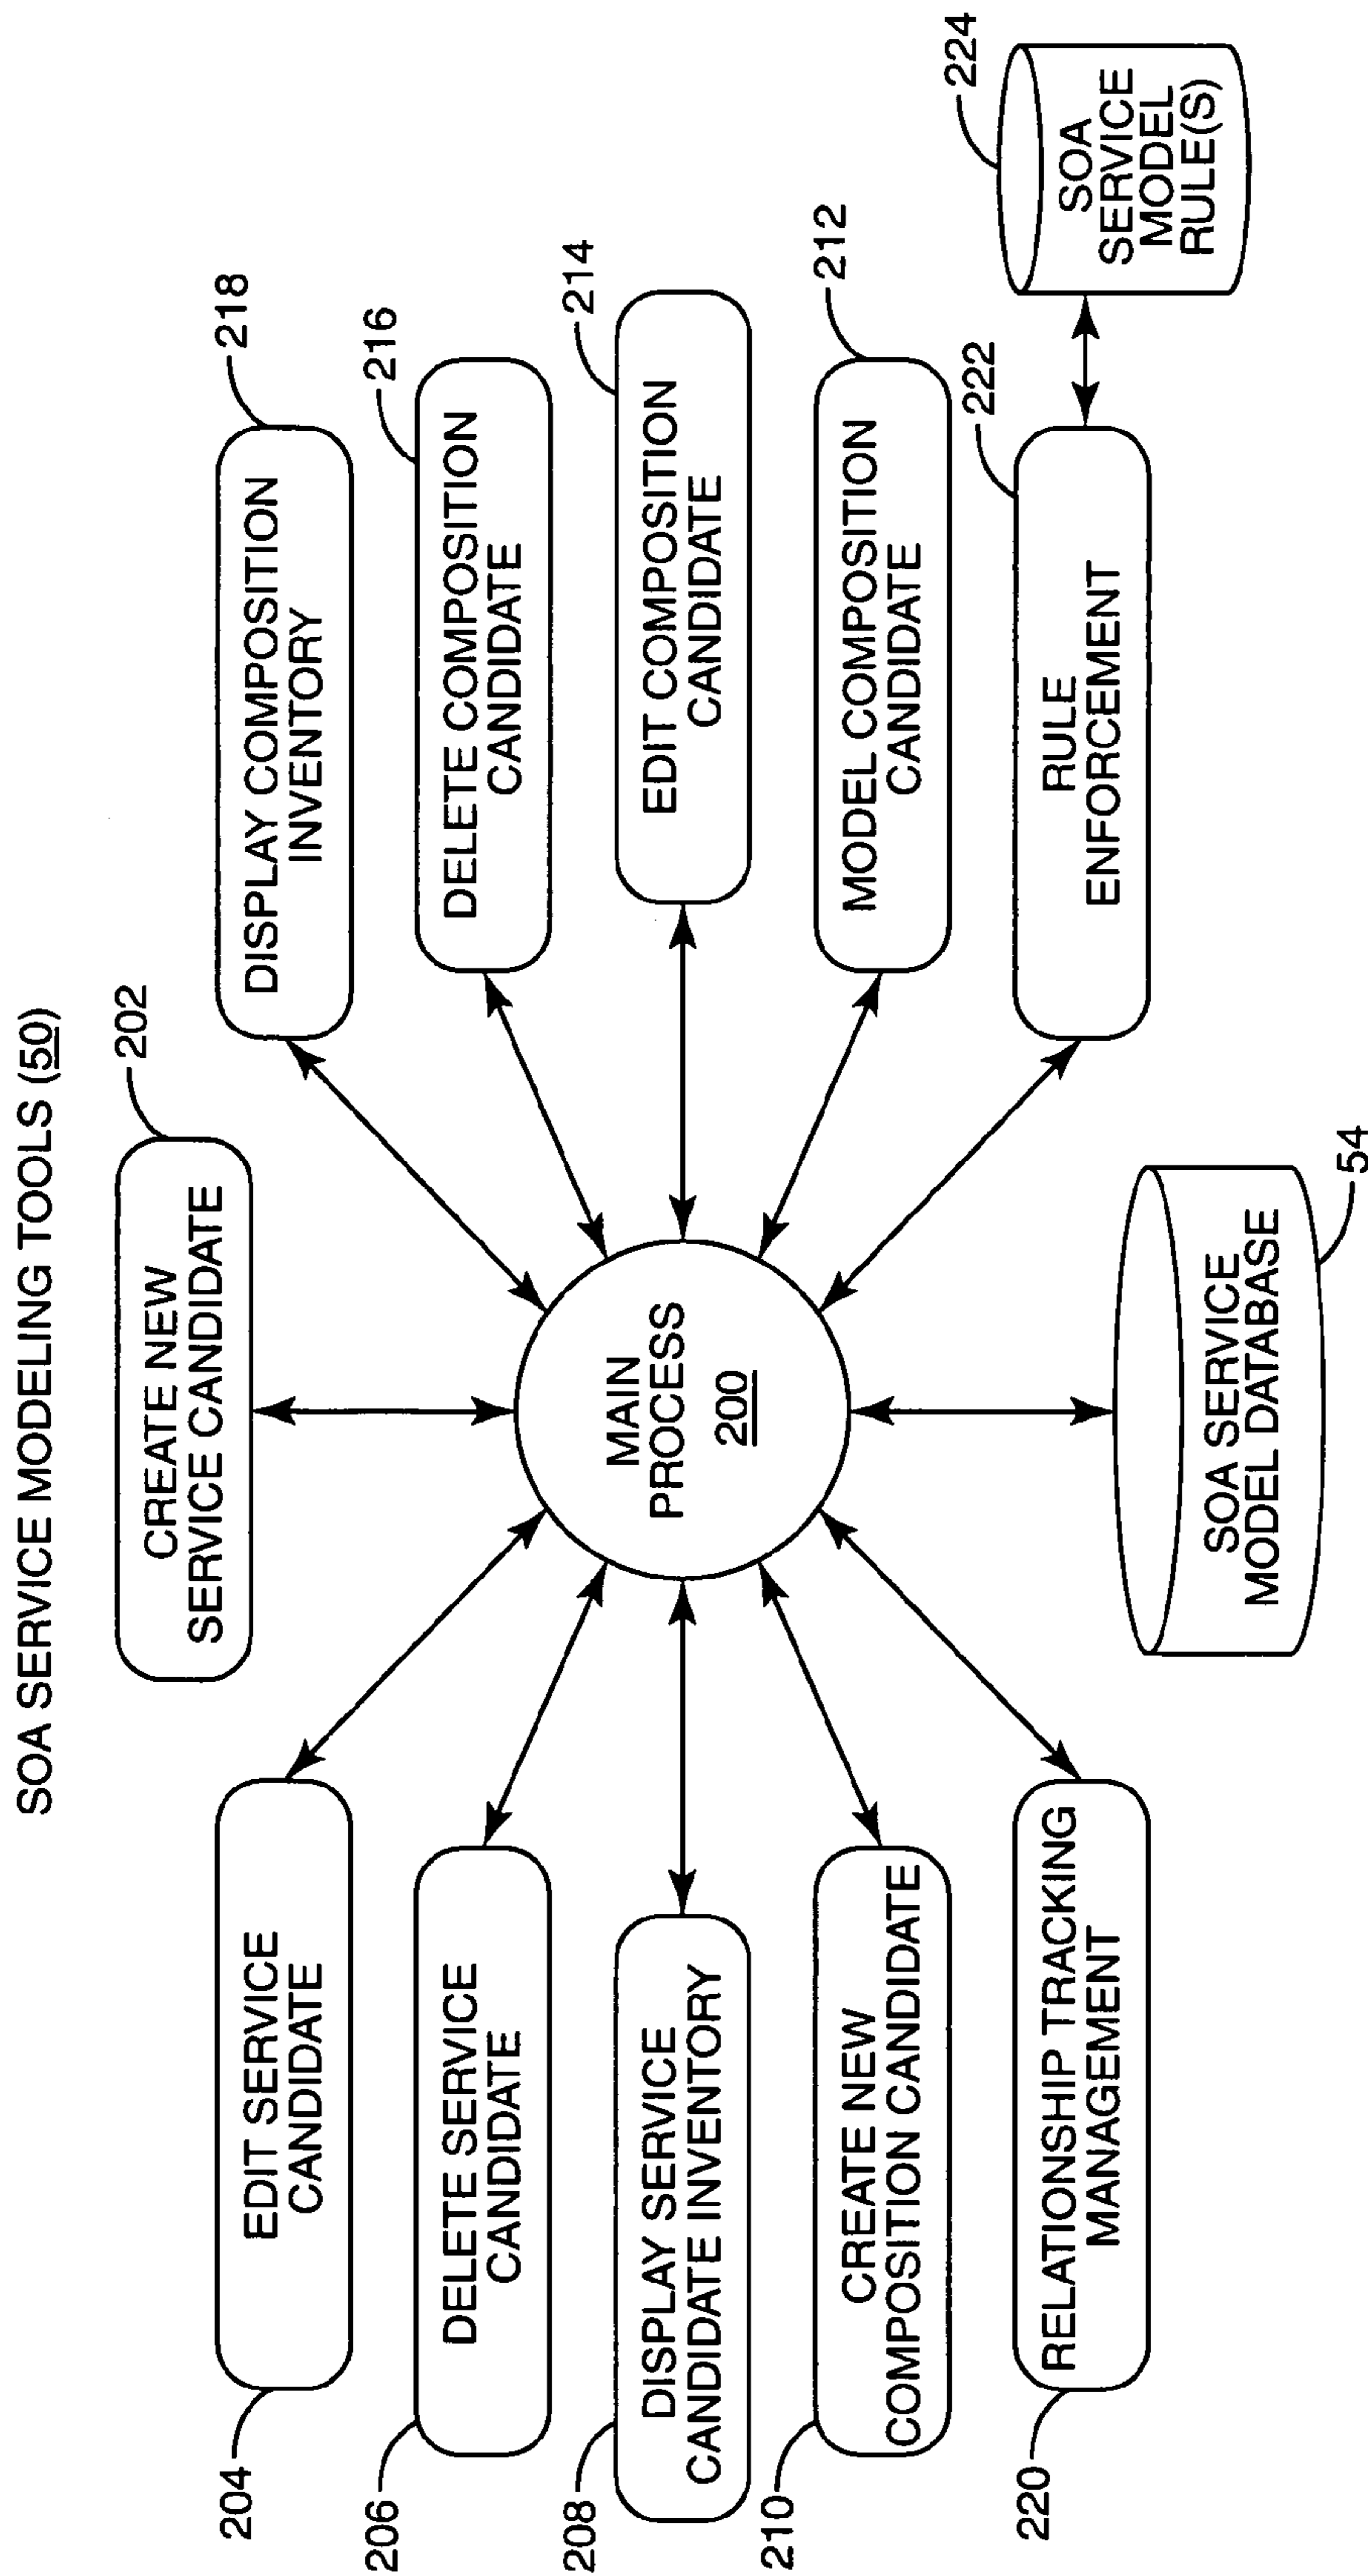 SOA SERVICE MODELING TOOLS (50)
202
CREATE NEW
SERVICE CANDIDATE
204
EDIT SERVICE
CANDIDATE
206
DELETE SERVICE
CANDIDATE
208
DISPLAY SERVICE
CANDIDATE INVENTORY
210
CREATE NEW
COMPOSITION CANDIDATE
220
RELATIONSHIP TRACKING
MANAGEMENT
MAIN
PROCESS
200
SOA SERVICE
MODEL DATABASE
54
218
DISPLAY COMPOSITION
INVENTORY
216
DELETE COMPOSITION
CANDIDATE
214
EDIT COMPOSITION
CANDIDATE
212
MODEL COMPOSITION
CANDIDATE
222
RULE
ENFORCEMENT
224
SOA
SERVICE
MODEL
RULE(S)